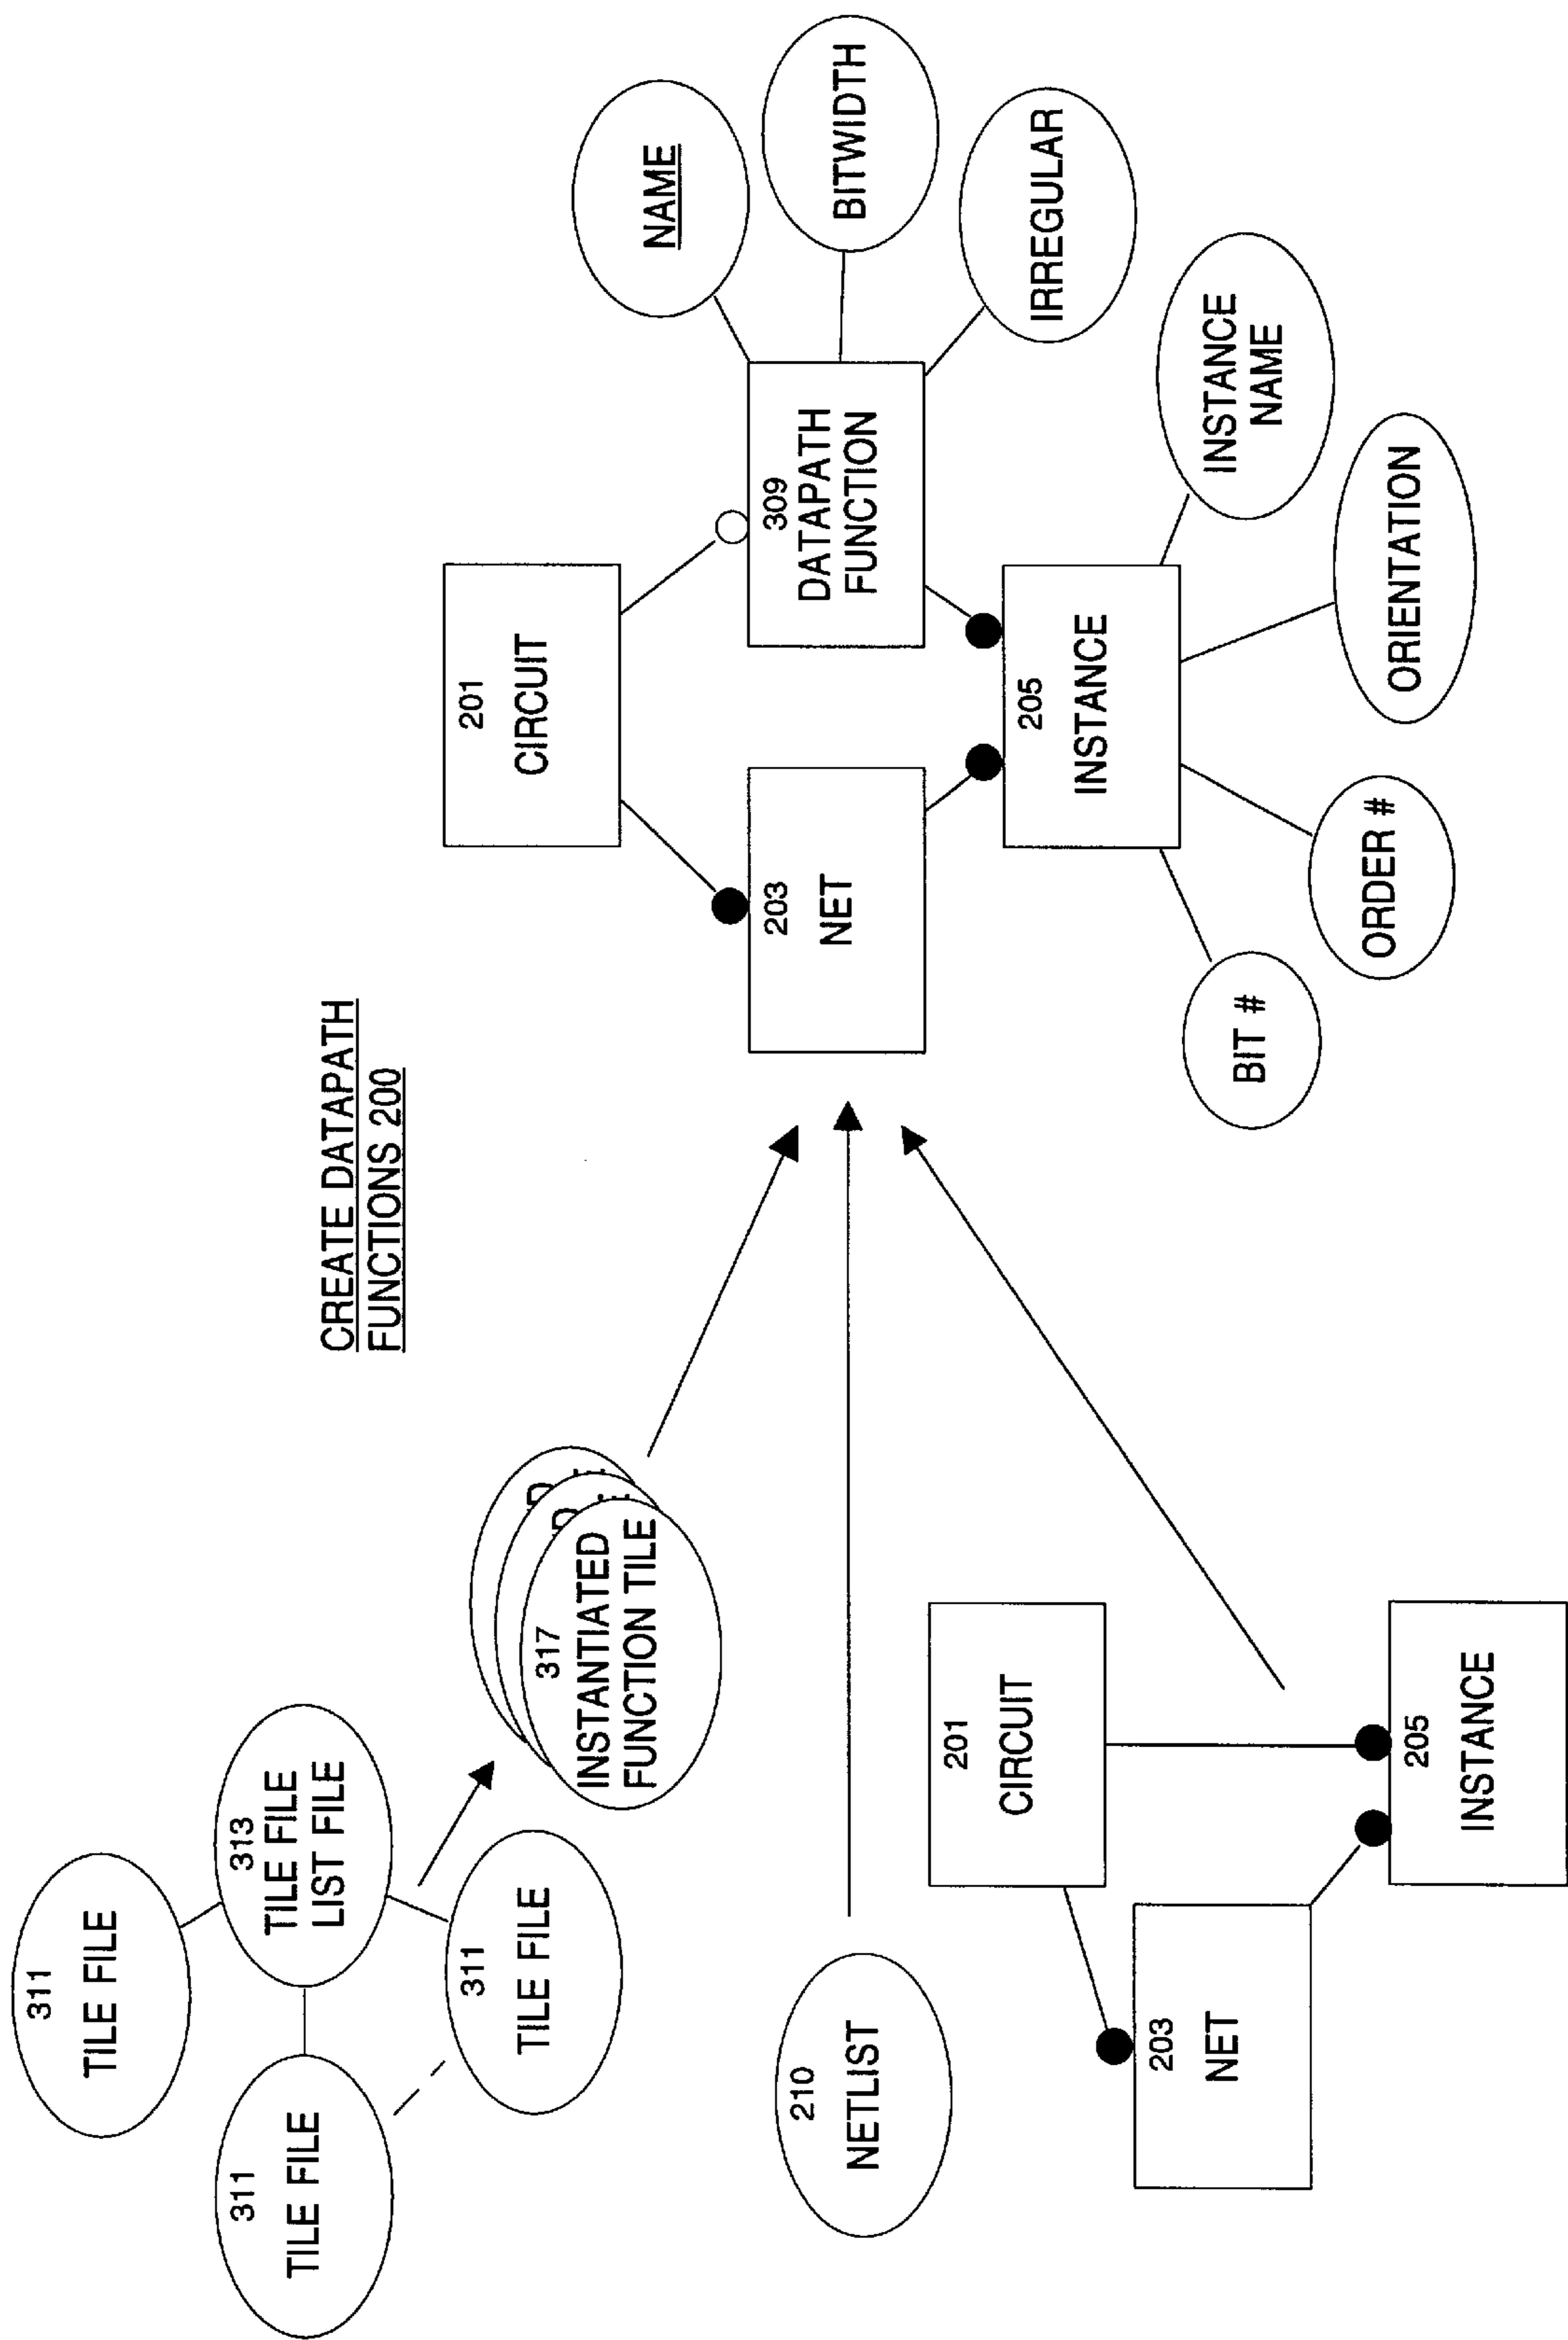 CREATE DATAPATH
FUNCTIONS 200
311
TILE FILE
311
TILE FILE
313
TILE FILE
LIST FILE
311
TILE FILE
D
D
317
INSTANTIATED
FUNCTION TILE
210
NETLIST
201
CIRCUIT
203
NET
205
INSTANCE
201
CIRCUIT
203
NET
309
DATAPATH
FUNCTION
NAME
BITWIDTH
IRREGULAR
205
INSTANCE
BIT #
ORDER #
ORIENTATION
INSTANCE
NAME